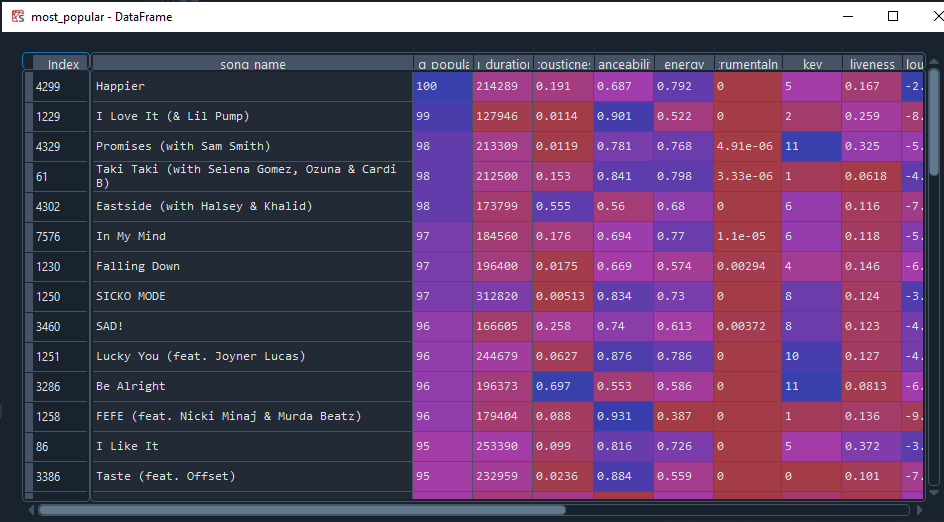 most_popular - DataFrame
Index song_name g_popula _duration :ousticnes anceabili energy :rumentaln key liveness lou
4299 Happier 100 214289 0.191 0.687 0.792 0 5 0.167 -2.
1229 I Love It (& Lil Pump) 99 127946 0.0114 0.901 0.522 0 2 0.259 -8.
4329 Promises (with Sam Smith) 98 213309 0.0119 0.781 0.768 4.91e-06 11 0.325 -5.
61 Taki Taki (with Selena Gomez, Ozuna & Cardi 98 212500 0.153 0.841 0.798 3.33e-06 1 0.0618 -4.
B)
4302 Eastside (with Halsey & Khalid) 98 173799 0.555 0.56 0.68 0 6 0.116 -7.
7576 In My Mind 97 184560 0.176 0.694 0.77 1.1e-05 6 0.118 -5.
1230 Falling Down 97 196400 0.0175 0.669 0.574 0.00294 4 0.146 -6.
1250 SICKO MODE 97 312820 0.00513 0.834 0.73 0 8 0.124 -3.
3460 SAD! 96 166605 0.258 0.74 0.613 0.00372 8 0.123 -4.
1251 Lucky You (feat. Joyner Lucas) 96 244679 0.0627 0.876 0.786 0 10 0.127 -4.
3286 Be Alright 96 196373 0.697 0.553 0.586 0 11 0.0813 -6.
1258 FEFE (feat. Nicki Minaj & Murda Beatz) 96 179404 0.088 0.931 0.387 0 1 0.136 -9.
86 I Like It 95 253390 0.099 0.816 0.726 0 5 0.372 -3.
3386 Taste (feat. Offset) 95 232959 0.0236 0.884 0.559 0 0 0.101 -7.